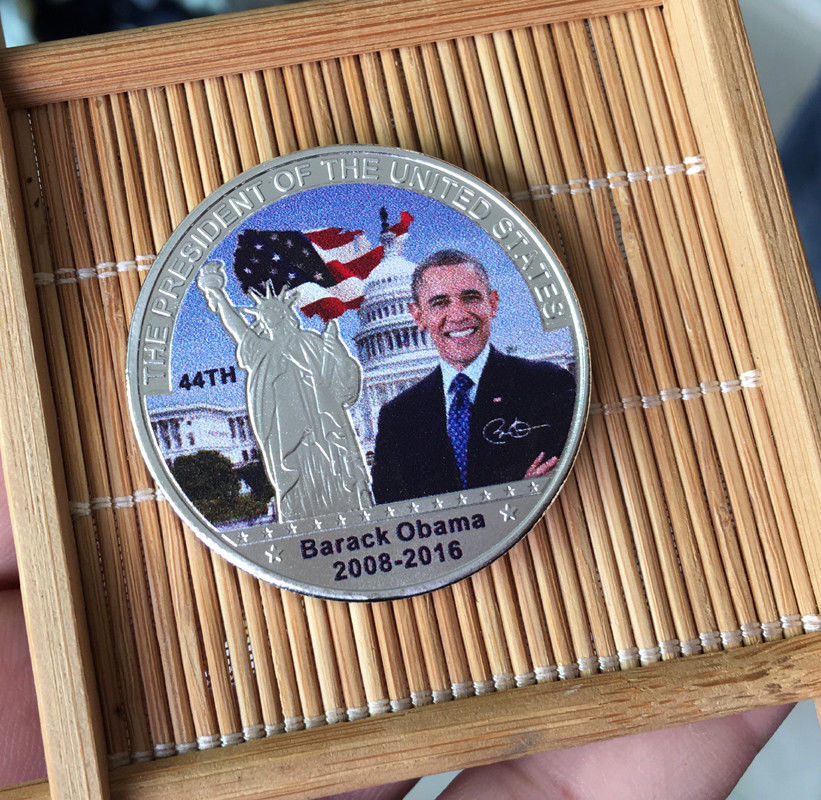 THE PRESIDENT OF THE UNITED STATES
44TH
Barack Obama
2008-2016